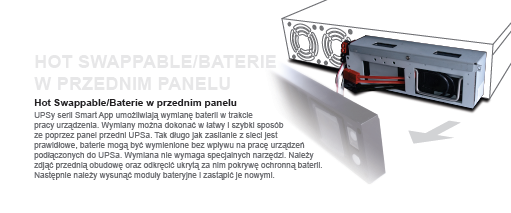 HOT SWAPPABLE/BATERIE
W PRZEDNIM PANELU
Hot Swappable/Baterie w przednim panelu
UPSy serii Smart App umożliwiają wymianę baterii w trakcie
pracy urządzenia. Wymiany można dokonać w łatwy i szybki sposób
ze poprzez panel przedni UPSa. Tak długo jak zasilanie z sieci jest
prawidłowe, baterie mogą być wymienione bez wpływu na pracę urządzeń
podłączonych do UPSa. Wymiana nie wymaga specjalnych narzędzi. Należy
zdjąć przednią obudowę oraz odkręcić ukrytą za nim pokrywę ochronną baterii.
Następnie należy wysunąć moduły bateryjne i zastąpić je nowymi.